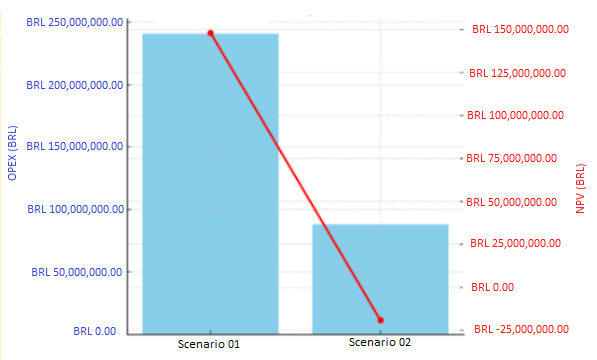 BRL 250,000,000.00
BRL 200,000,000.00
BRL 150,000,000.00
BRL 100,000,000.00
BRL 50,000,000.00
BRL 0.00
OPEX (BRL)
BRL 150,000,000.00
BRL 125,000,000.00
BRL 100,000,000.00
BRL 75,000,000.00
BRL 50,000,000.00
BRL 25,000,000.00
BRL 0.00
BRL -25,000,000.00
NPV (BRL)
Scenario 01
Scenario 02